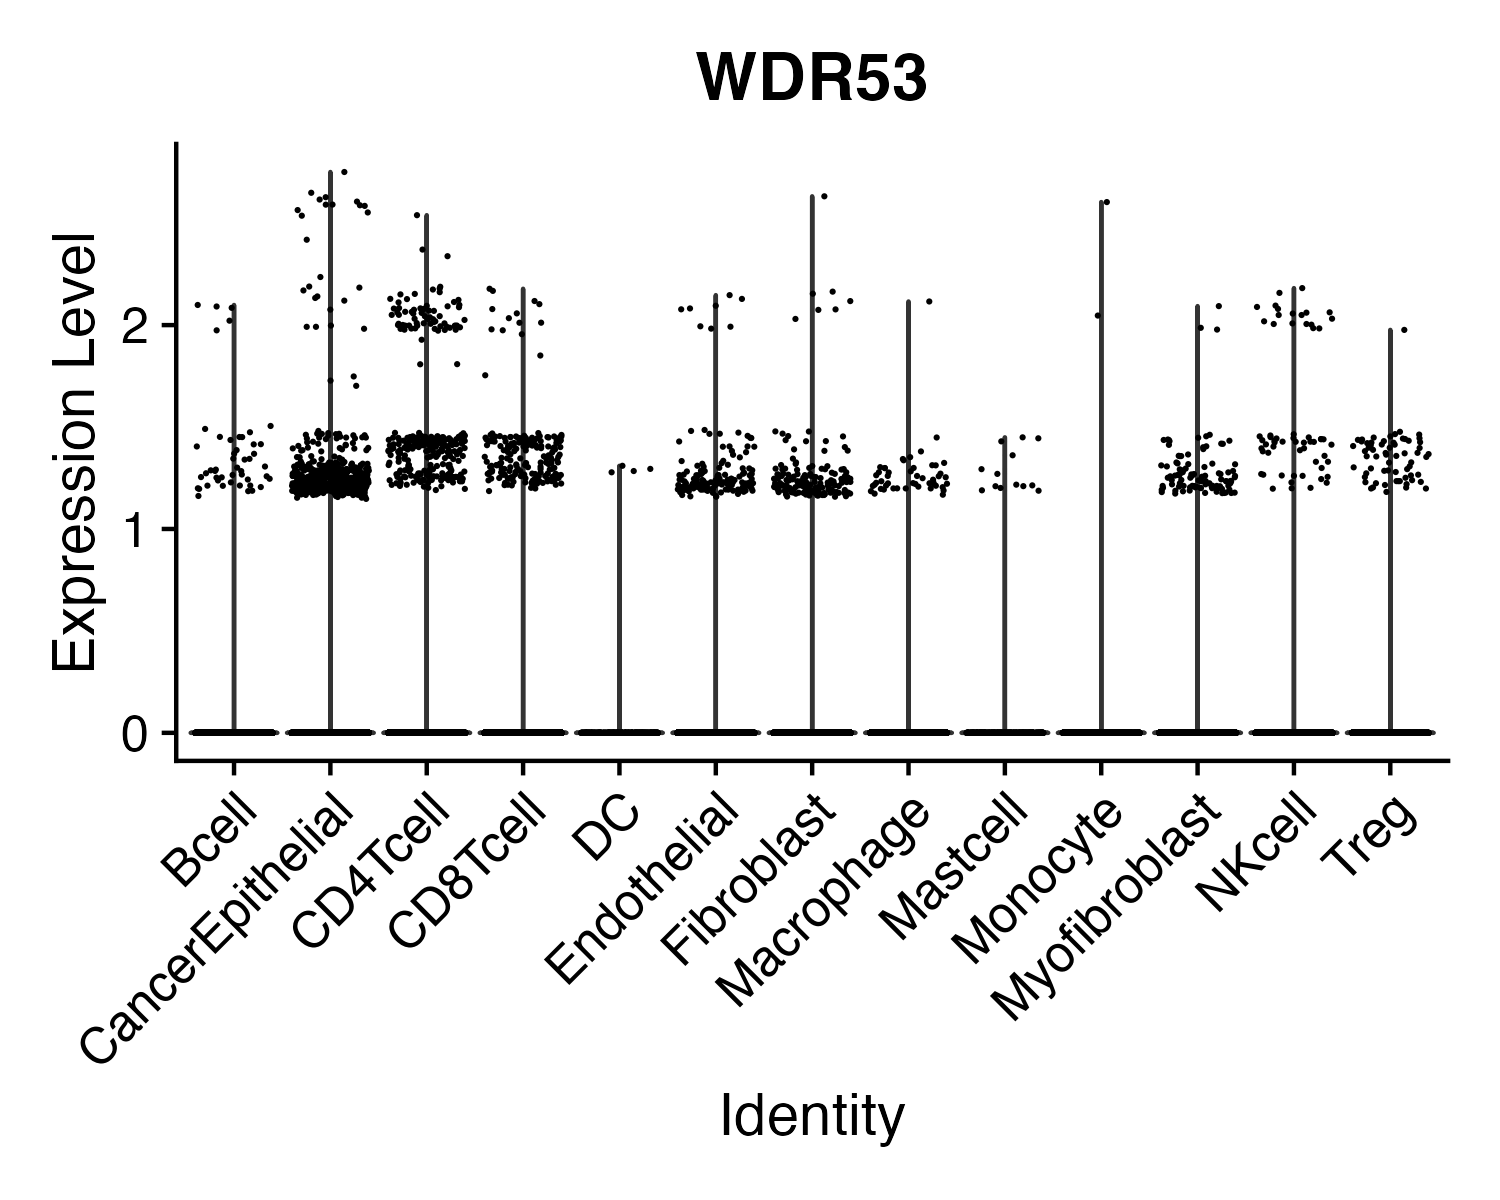 WDR53
Expression Level
2
1
0
Bcell
CancerEpithelial
CD4Tcell
CD8Tcell
DC
Endothelial
Fibroblast
Macrophage
Mastcell
Monocyte
Myofibroblast
NKcell
Treg
Identity